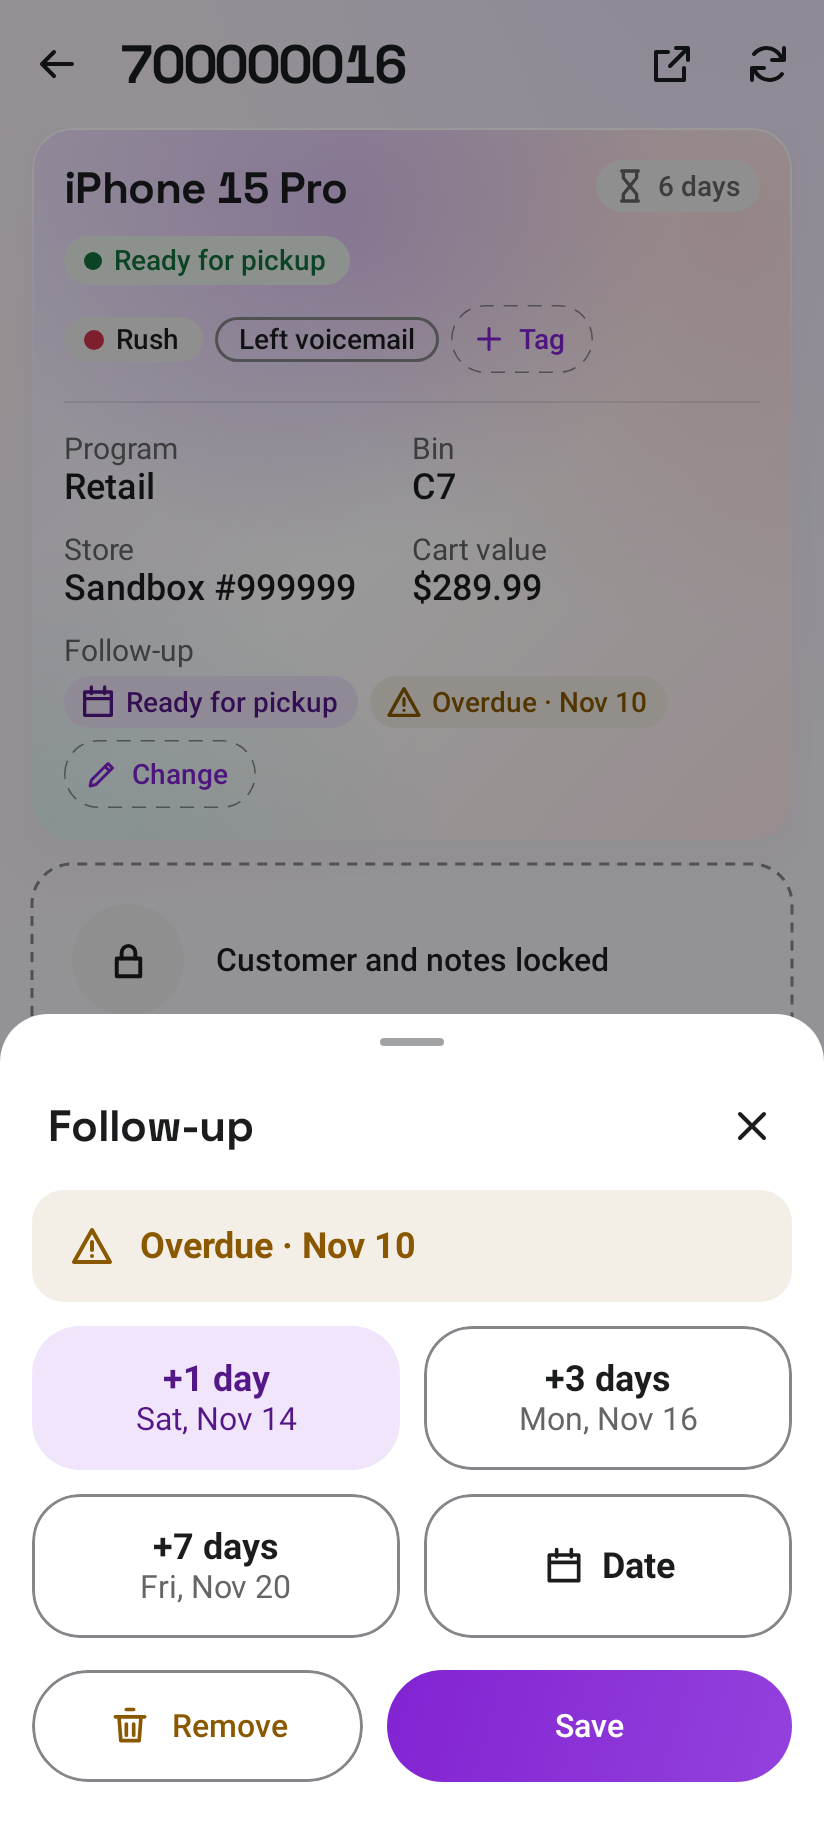 700000016
iPhone 15 Pro
6 days
Ready for pickup
Rush
Left voicemail
Tag
Program
Bin
Retail
C7
Store
Cart value
Sandbox #999999
$289.99
Follow-up
Ready for pickup
Overdue · Nov 10
Change
Customer and notes locked
Follow-up
Overdue · Nov 10
+1 day
Sat, Nov 14
+3 days
Mon, Nov 16
+7 days
Fri, Nov 20
Date
Remove
Save